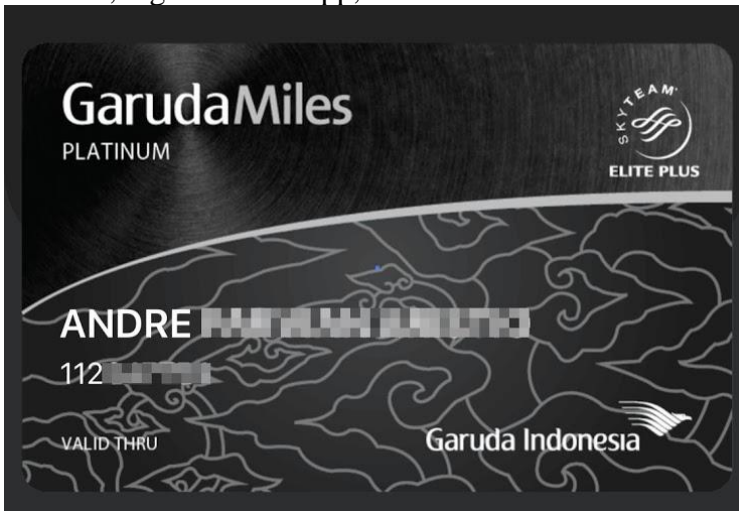 GarudaMiles
PLATINUM
SKYTEAM
ELITE PLUS
ANDRE
112
VALID THRU
Garuda Indonesia